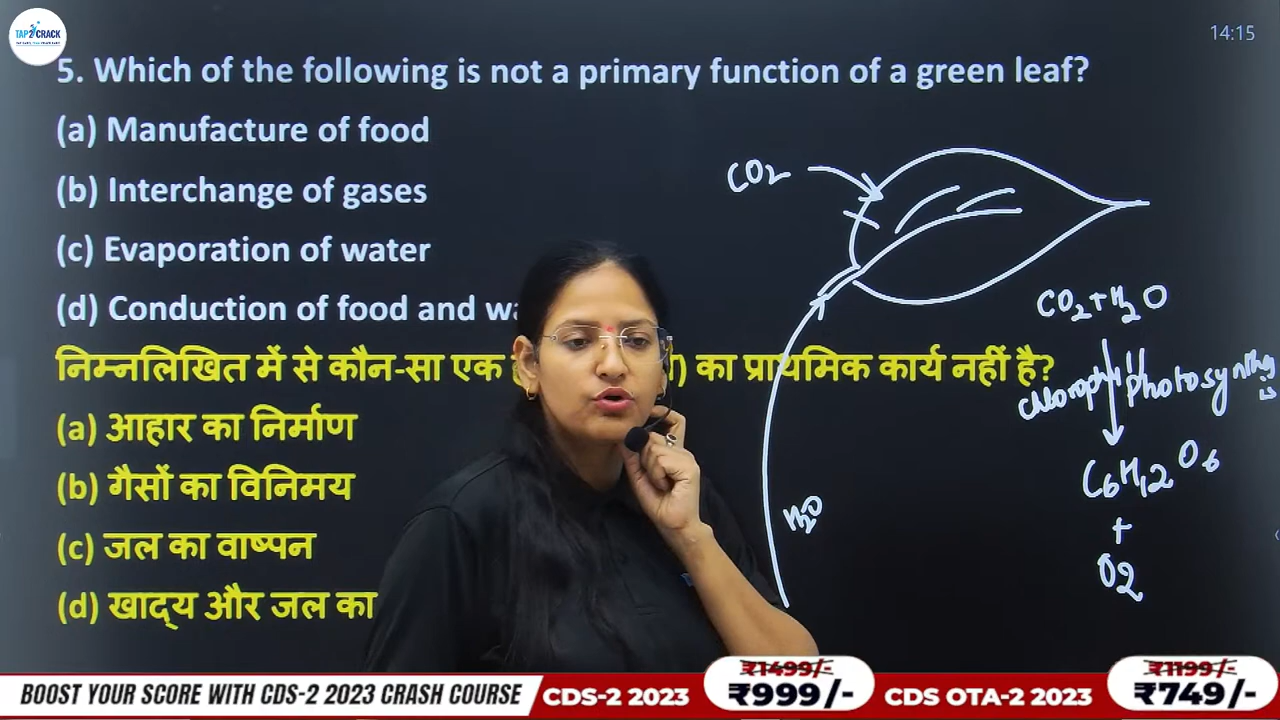 TAP2CRACK
14:15
5. Which of the following is not a primary function of a green leaf?
(a) Manufacture of food
(b) Interchange of gases
(c) Evaporation of water
(d) Conduction of food and
निम्नलिखित में से कौन-सा एक का प्राथमिक कार्य नहीं है?
(a) आहार का निर्माण
(b) गैसों का विनिमय
(c) जल का वाष्पन
(d) खाद्य और जल का
CO2
H2O
CO2+H2O
C6H12O6
+
O2
BOOST YOUR SCORE WITH CDS-2 2023 CRASH COURSE
CDS-2 2023
₹1499/-
₹999/-
CDS OTA-2 2023
₹1199/-
₹749/-